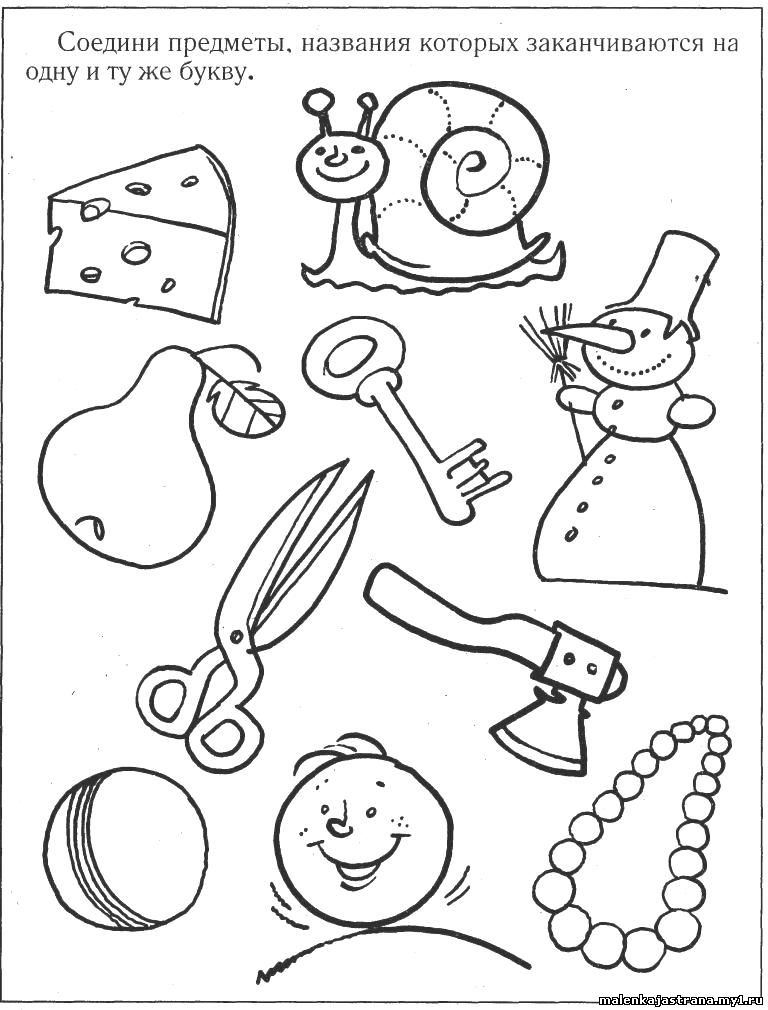 Соедини предметы, названия которых заканчиваются на
одну и ту же букву.
malenkajastrana.my1.ru